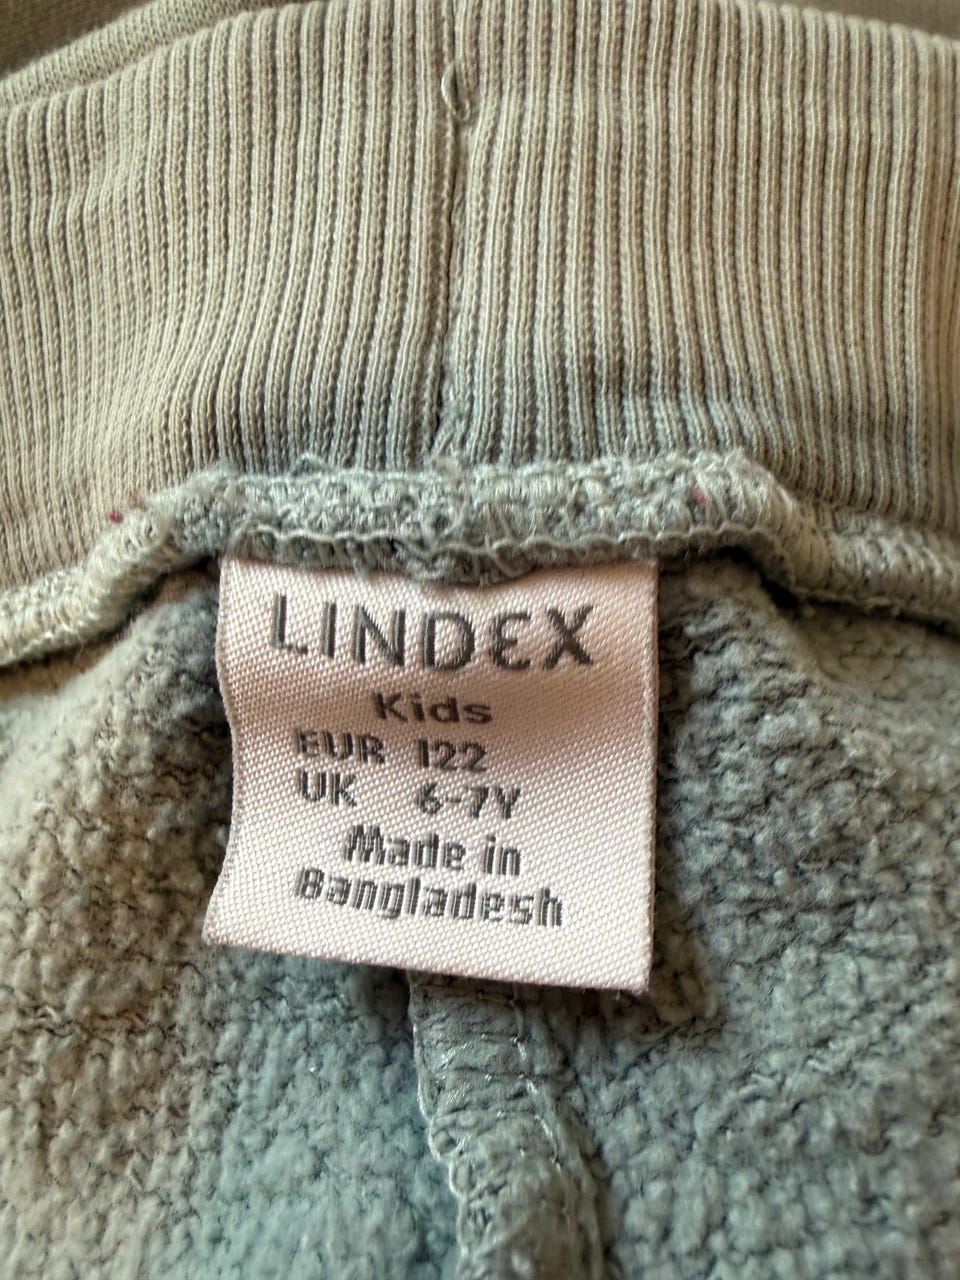 LINDEX
Kids
EUR 122
UK 6-7Y
Made in
Bangladesh